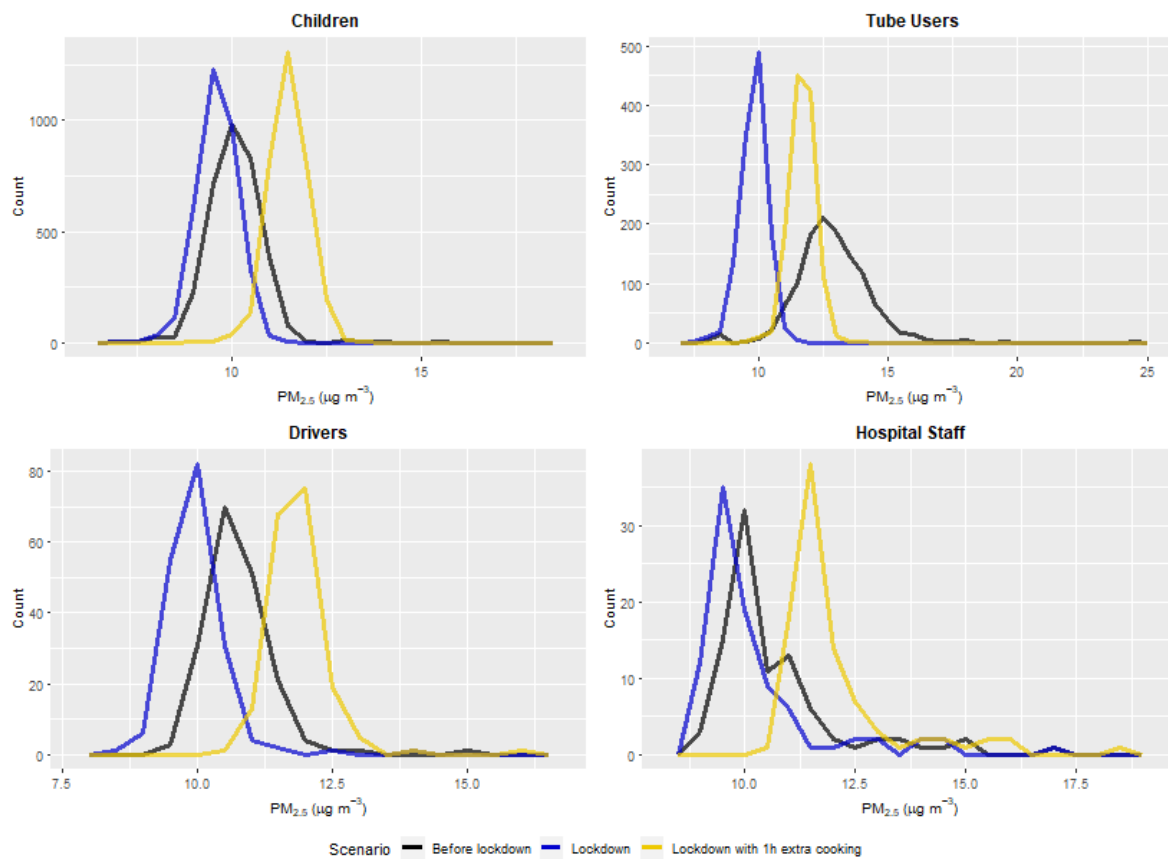 Children
Count
1000
500
0
10
15
PM2.5 (µg m−3)
Tube Users
Count
500
400
300
200
100
0
10
15
20
25
PM2.5 (µg m−3)
Drivers
Count
80
60
40
20
0
7.5
10.0
12.5
15.0
PM2.5 (µg m−3)
Hospital Staff
Count
30
20
10
0
10.0
12.5
15.0
17.5
PM2.5 (µg m−3)
Scenario Before lockdown Lockdown Lockdown with 1h extra cooking